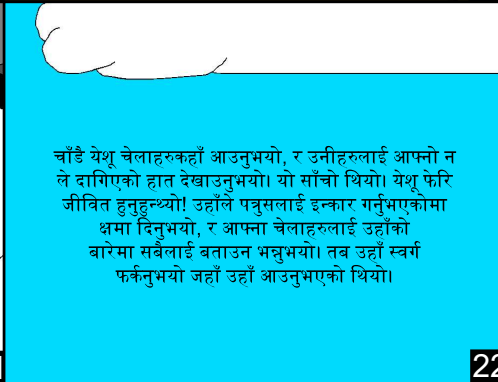 चाँडै येशू चेलाहरुकहाँ आउनुभयो, र उनीहरुलाई आफ्नो न
ले दागिएको हात देखाउनुभयो। यो साँचो थियो। येशू फेरि
जीवित हुनुहुन्थ्यो! उहाँले पत्रुसलाई इन्कार गर्नुभएकोमा
क्षमा दिनुभयो, र आफ्ना चेलाहरुलाई उहाँको
बारेमा सबैलाई बताउन भन्नुभयो। तब उहाँ स्वर्ग
फर्कनुभयो जहाँ उहाँ आउनुभएको थियो।
22